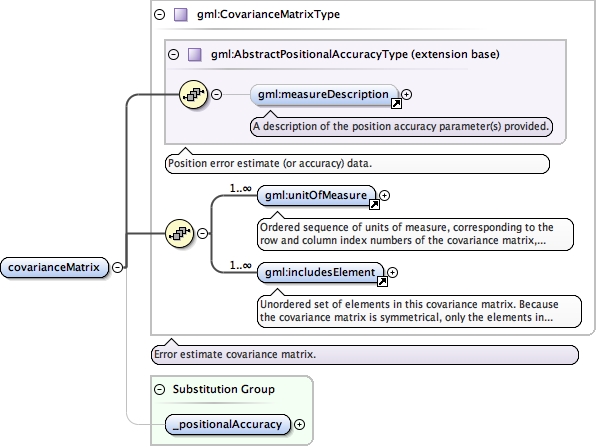 gml:CovarianceMatrixType
gml:AbstractPositionalAccuracyType (extension base)
gml:measureDescription
A description of the position accuracy parameter(s) provided.
Position error estimate (or accuracy) data.
1..∞
gml:unitOfMeasure
Ordered sequence of units of measure, corresponding to the
row and column index numbers of the covariance matrix,...
covarianceMatrix
1..∞
gml:includesElement
Unordered set of elements in this covariance matrix. Because
the covariance matrix is symmetrical, only the elements in...
Error estimate covariance matrix.
Substitution Group
_positionalAccuracy